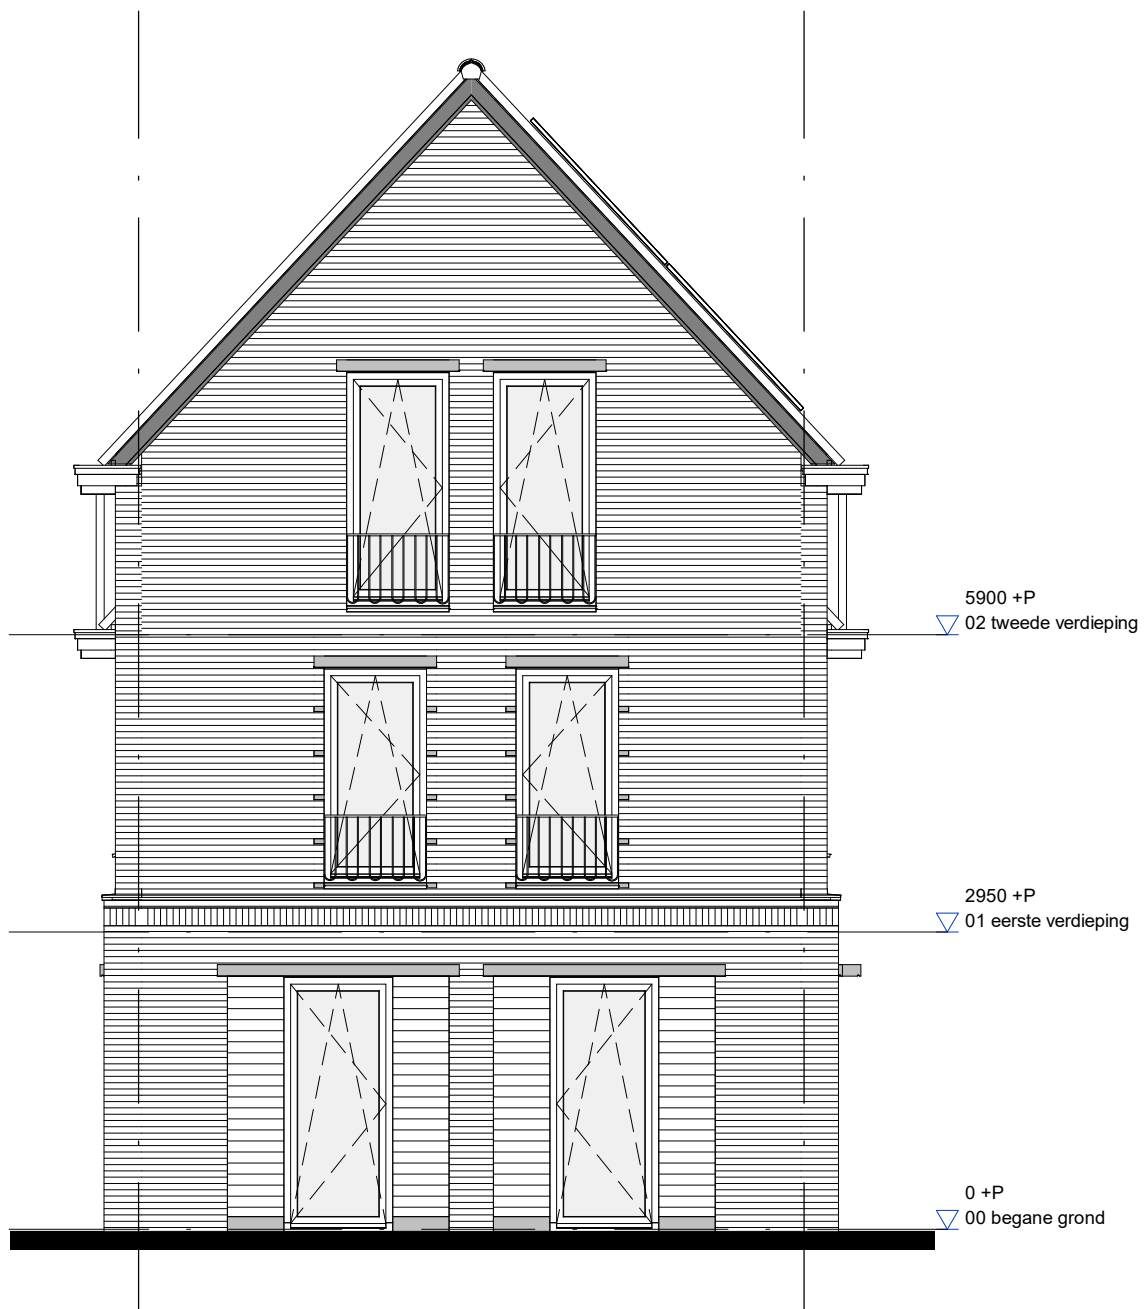 5900 +P
02 tweede verdieping
2950 +P
01 eerste verdieping
0 +P
00 begane grond